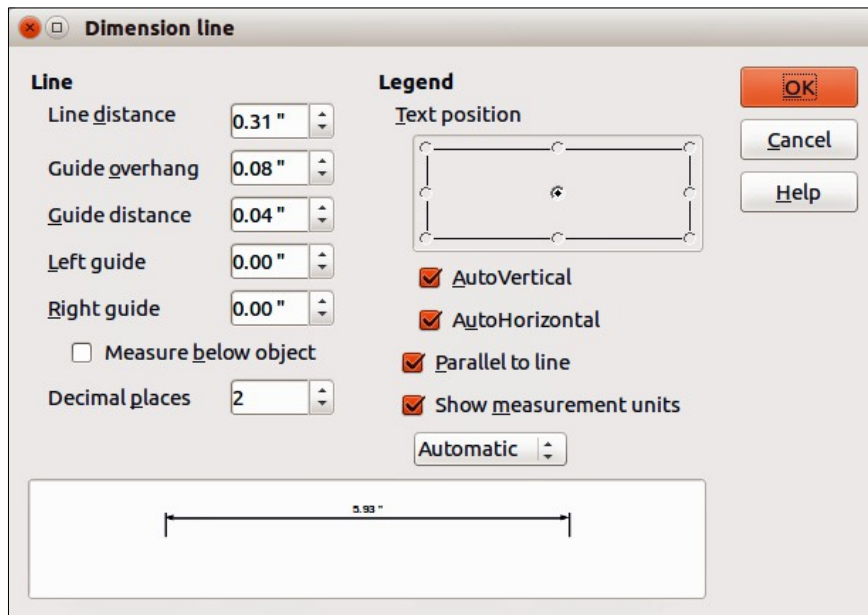 Dimension line
Line
Line distance 0.31 "
Guide overhang 0.08 "
Guide distance 0.04 "
Left guide 0.00 "
Right guide 0.00 "
Measure below object
Decimal places 2
Legend
Text position
AutoVertical
AutoHorizontal
Parallel to line
Show measurement units
Automatic
OK
Cancel
Help
5.93 "